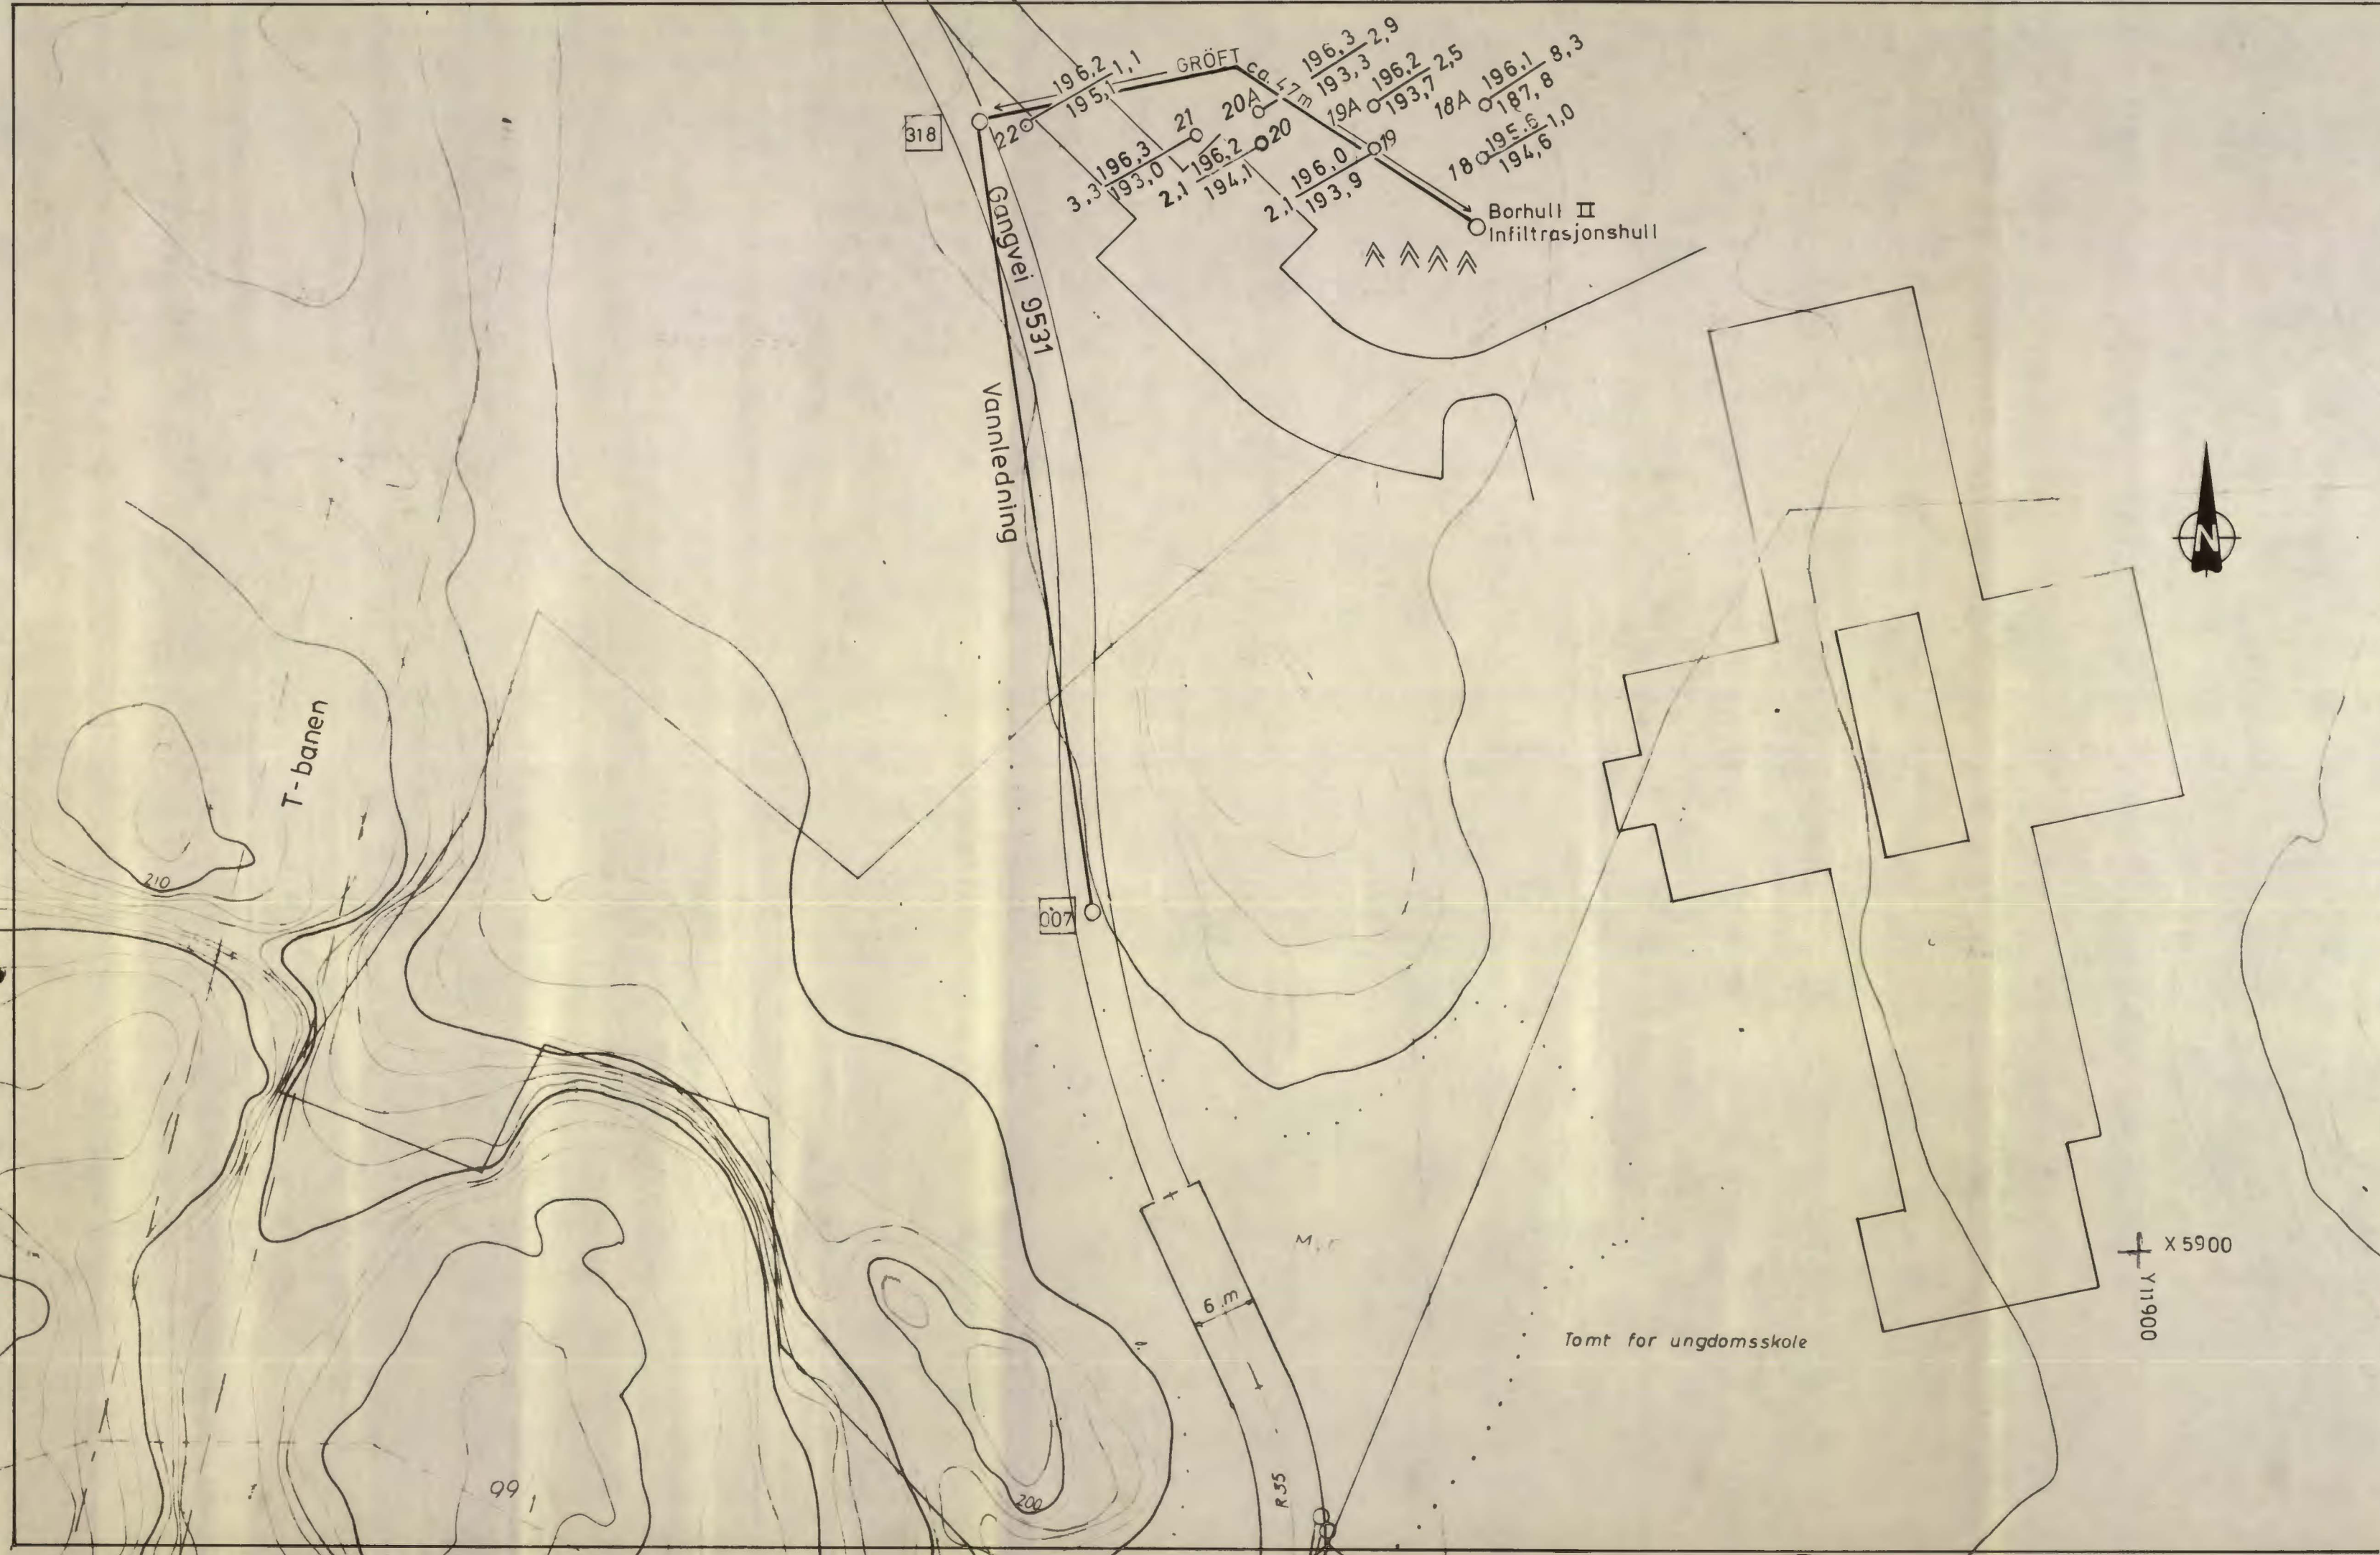 196,3
2,9
193,3
196,2
2,5
193,7
196,1
8,3
187,8
196,2
1,1
195,1
GRÖFT
ca. 47m
20A
19A
18A
318
22
21
20
19
196,3
3,3
193,0
196,2
2,1
194,1
196,0
2,1
193,9
18
195.6
1,0
194,6
Borhull II
Infiltrasjonshull
Gangvei 9531
Vannledning
N
T-banen
210
007
X 5900
Y 11900
6 m
Tomt for ungdomsskole
R 55
200